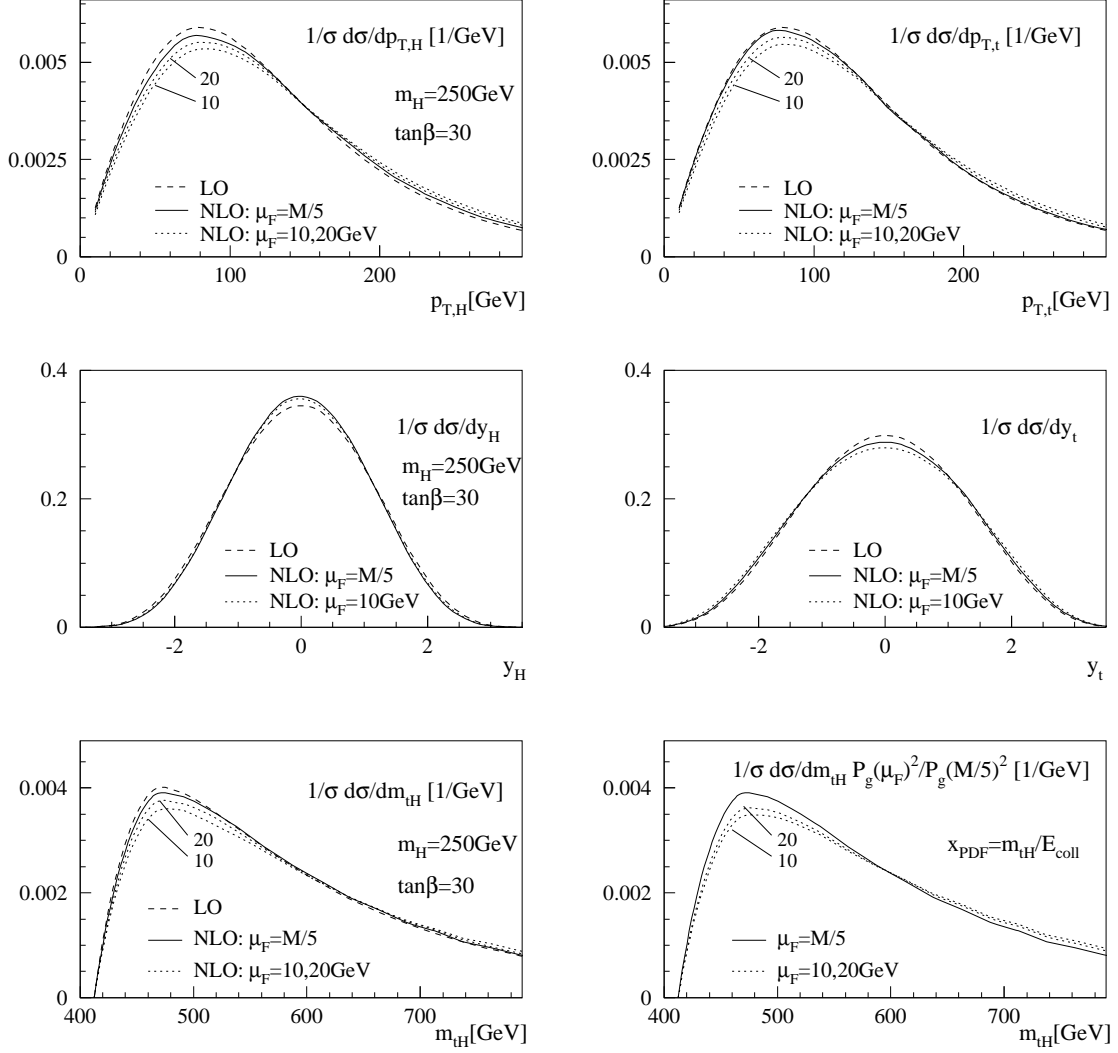 1/σ dσ/dp_{T,H} [1/GeV]
0.005
20
10
m_H=250GeV
tanβ=30
0.0025
LO
NLO: μ_F=M/5
NLO: μ_F=10,20GeV
0
0 100 200
p_{T,H}[GeV]
1/σ dσ/dp_{T,t} [1/GeV]
0.005
20
10
0.0025
LO
NLO: μ_F=M/5
NLO: μ_F=10,20GeV
0
0 100 200
p_{T,t}[GeV]
0.4
1/σ dσ/dy_H
m_H=250GeV
tanβ=30
0.2
LO
NLO: μ_F=M/5
NLO: μ_F=10GeV
0
-2 0 2
y_H
0.4
1/σ dσ/dy_t
0.2
LO
NLO: μ_F=M/5
NLO: μ_F=10GeV
0
-2 0 2
y_t
1/σ dσ/dm_{tH} [1/GeV]
0.004
20
10
m_H=250GeV
tanβ=30
0.002
LO
NLO: μ_F=M/5
NLO: μ_F=10,20GeV
0
400 500 600 700
m_{tH}[GeV]
1/σ dσ/dm_{tH} P_g(μ_F)^2/P_g(M/5)^2 [1/GeV]
0.004
20
10
x_{PDF}=m_{tH}/E_{coll}
0.002
μ_F=M/5
μ_F=10,20GeV
0
400 500 600 700
m_{tH}[GeV]